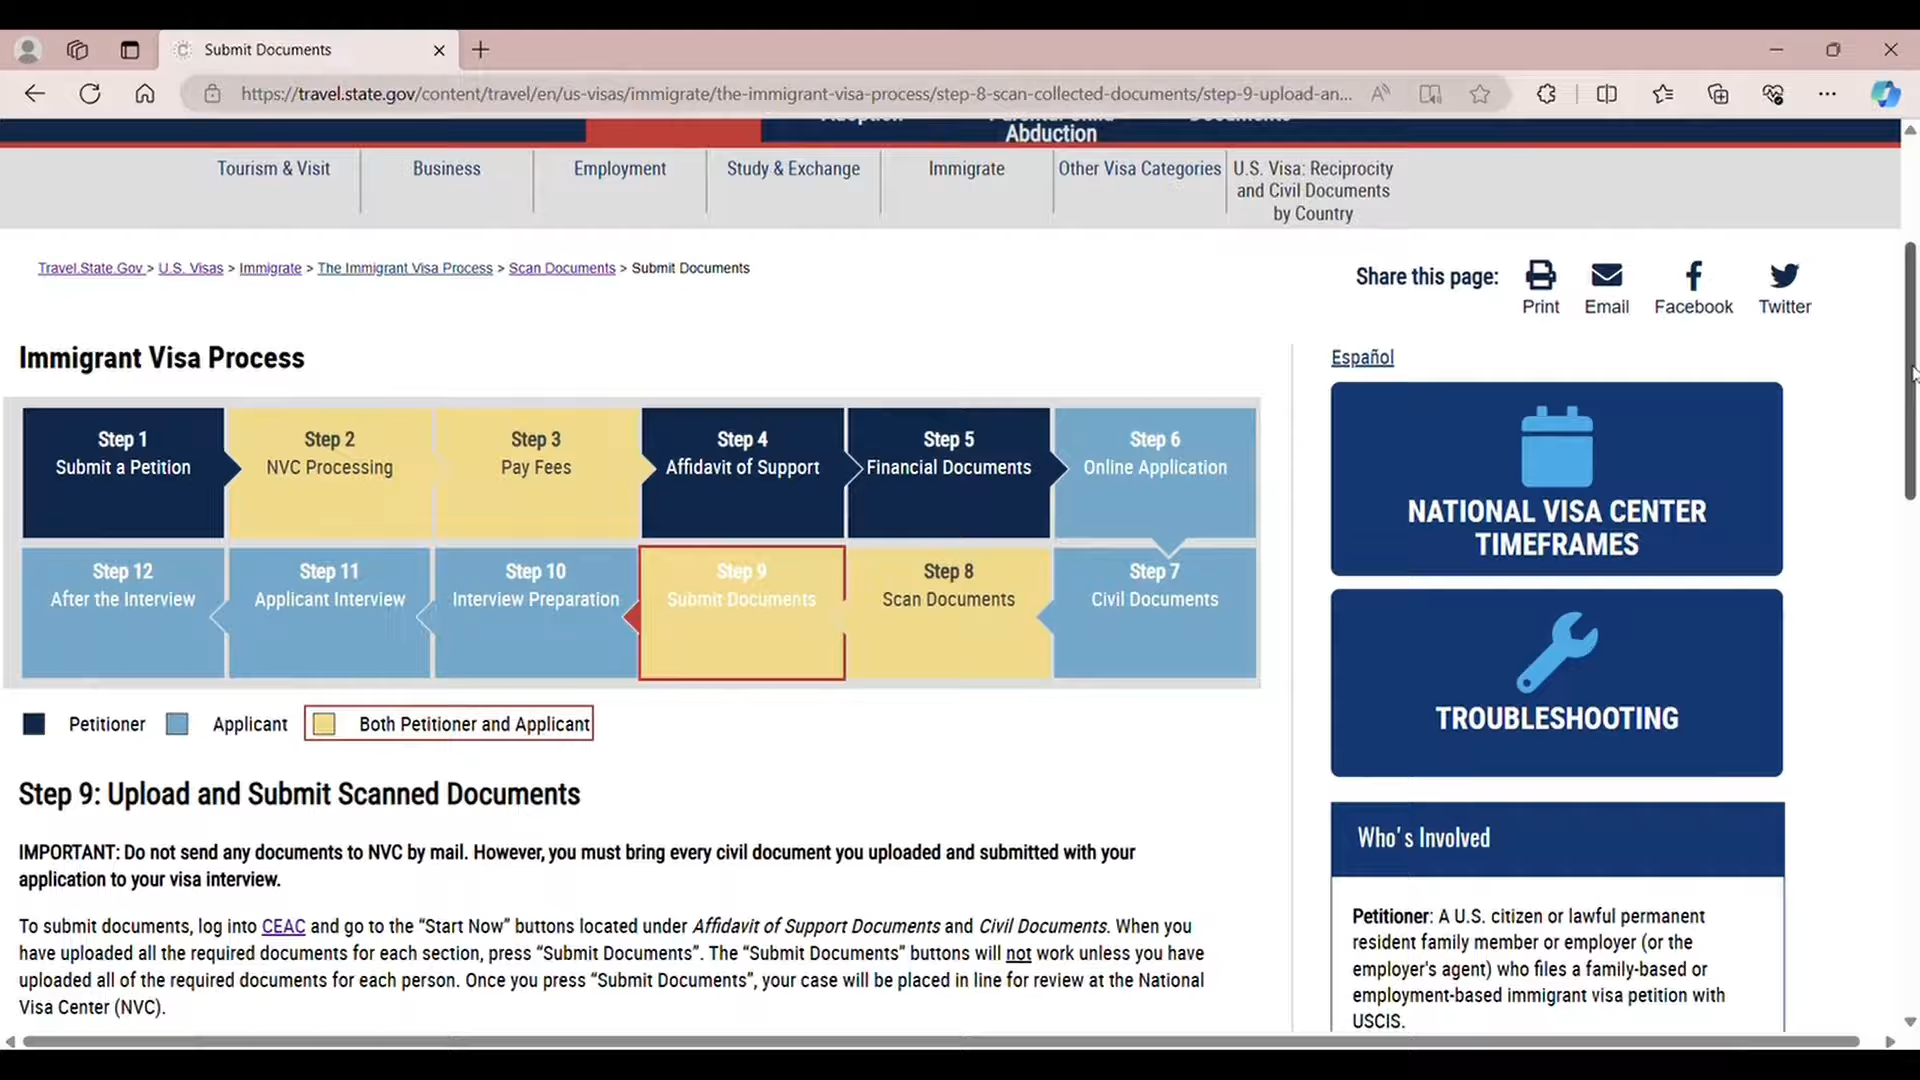 Submit Documents
https://travel.state.gov/content/travel/en/us-visas/immigrate/the-immigrant-visa-process/step-8-scan-collected-documents/step-9-upload-an...
Abduction
Tourism & Visit
Business
Employment
Study & Exchange
Immigrate
Other Visa Categories
U.S. Visa: Reciprocity
and Civil Documents
by Country
Travel.State.Gov > U.S. Visas > Immigrate > The Immigrant Visa Process > Scan Documents > Submit Documents
Share this page:
Print
Email
Facebook
Twitter
Immigrant Visa Process
Step 1
Submit a Petition
Step 2
NVC Processing
Step 3
Pay Fees
Step 4
Affidavit of Support
Step 5
Financial Documents
Step 6
Online Application
Step 12
After the Interview
Step 11
Applicant Interview
Step 10
Interview Preparation
Step 9
Submit Documents
Step 8
Scan Documents
Step 7
Civil Documents
Petitioner
Applicant
Both Petitioner and Applicant
Step 9: Upload and Submit Scanned Documents
IMPORTANT: Do not send any documents to NVC by mail. However, you must bring every civil document you uploaded and submitted with your
application to your visa interview.
To submit documents, log into CEAC and go to the “Start Now” buttons located under Affidavit of Support Documents and Civil Documents. When you
have uploaded all the required documents for each section, press “Submit Documents”. The “Submit Documents” buttons will not work unless you have
uploaded all of the required documents for each person. Once you press “Submit Documents”, your case will be placed in line for review at the National
Visa Center (NVC).
Español
NATIONAL VISA CENTER
TIMEFRAMES
TROUBLESHOOTING
Who's Involved
Petitioner: A U.S. citizen or lawful permanent
resident family member or employer (or the
employer's agent) who files a family-based or
employment-based immigrant visa petition with
USCIS.